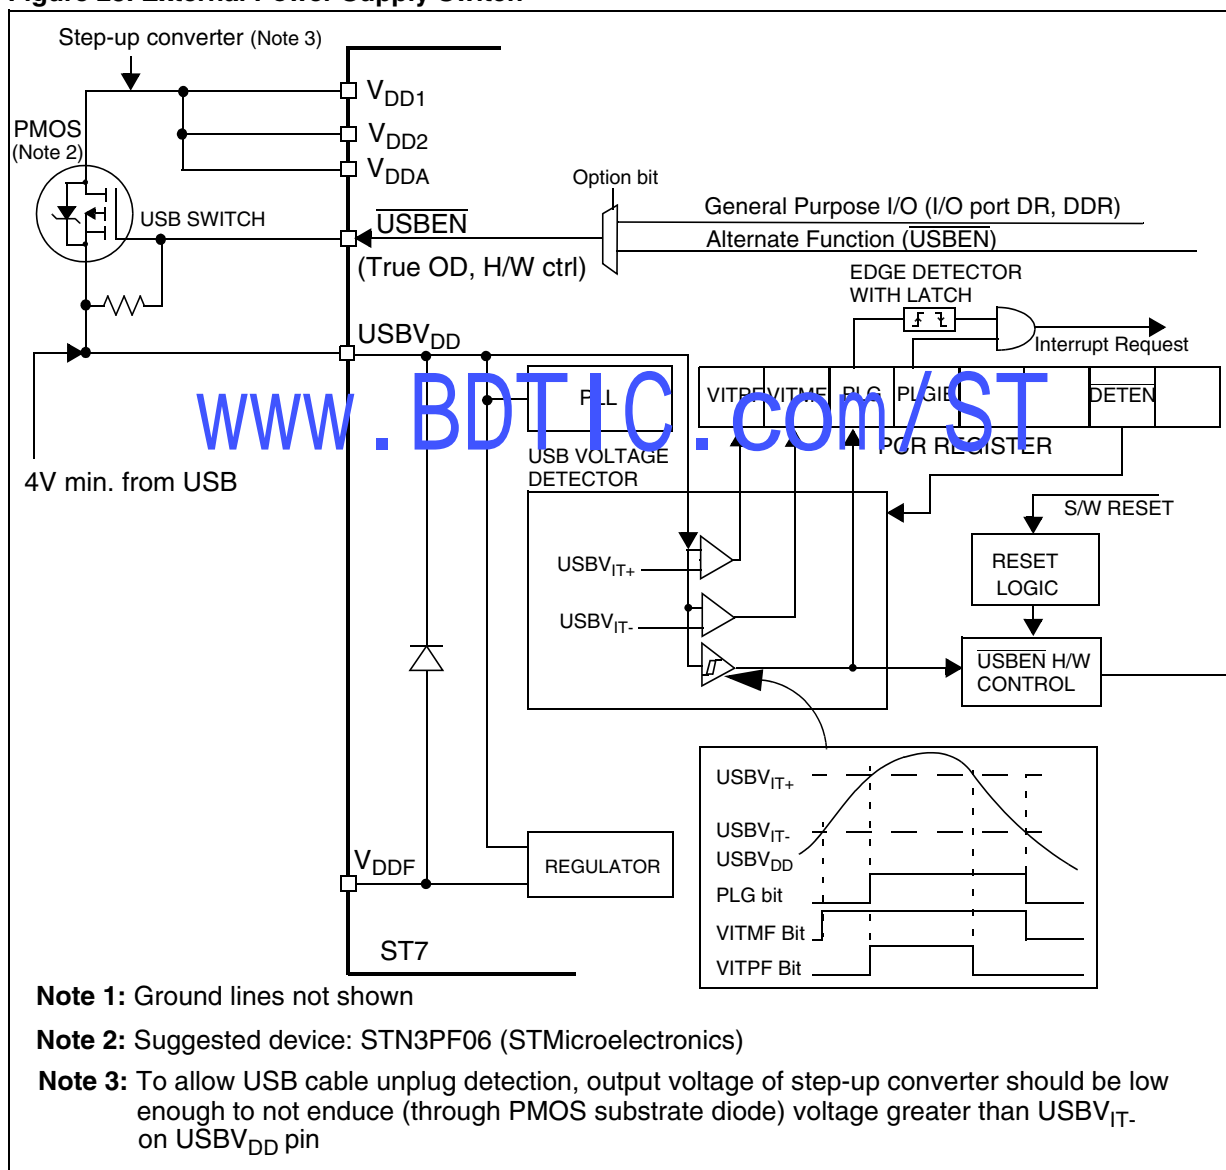 Step-up converter (Note 3)
VDD1
PMOS
(Note 2)
VDD2
VDDA
Option bit
USB SWITCH
USBEN
General Purpose I/O (I/O port DR, DDR)
Alternate Function (USBEN)
(True OD, H/W ctrl)
EDGE DETECTOR
WITH LATCH
USBVDD
Interrupt Request
VITPF VITMF PLG PLGIE DETEN
PLL
www.BDTIC.com/ST
PCR REGISTER
USB VOLTAGE
DETECTOR
4V min. from USB
S/W RESET
RESET
LOGIC
USBVIT+
USBVIT-
USBEN H/W
CONTROL
USBVIT+
USBVIT-
USBVDD
PLG bit
VITMF Bit
VITPF Bit
VDDF
REGULATOR
ST7
Note 1: Ground lines not shown
Note 2: Suggested device: STN3PF06 (STMicroelectronics)
Note 3: To allow USB cable unplug detection, output voltage of step-up converter should be low
enough to not enduce (through PMOS substrate diode) voltage greater than USBVIT-
on USBVDD pin